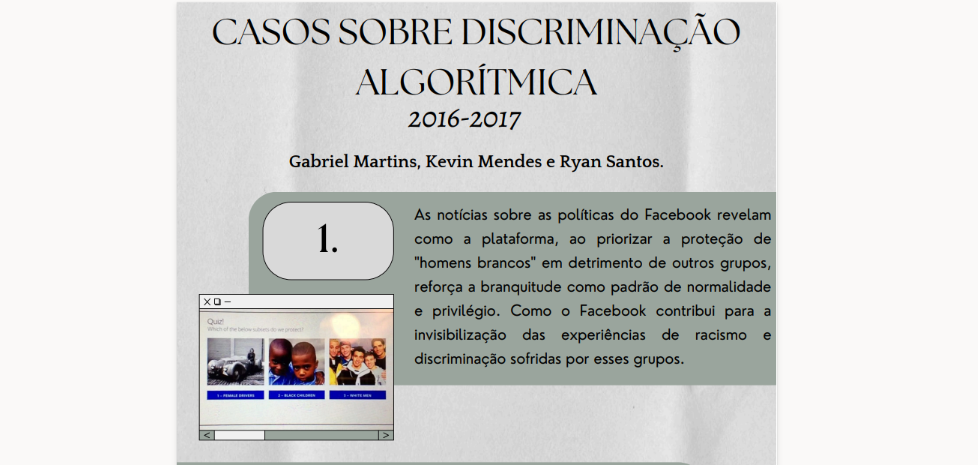 CASOS SOBRE DISCRIMINAÇÃO
ALGORÍTMICA
2016-2017
Gabriel Martins, Kevin Mendes e Ryan Santos.
1.
As notícias sobre as políticas do Facebook revelam
como a plataforma, ao priorizar a proteção de
"homens brancos" em detrimento de outros grupos,
reforça a branquitude como padrão de normalidade
e privilégio. Como o Facebook contribui para a
invisibilização das experiências de racismo e
discriminação sofridas por esses grupos.
Quiz!
Which of the below subsets do we protect?
1 - FEMALE DRIVERS
2 - BLACK CHILDREN
3 - WHITE MEN